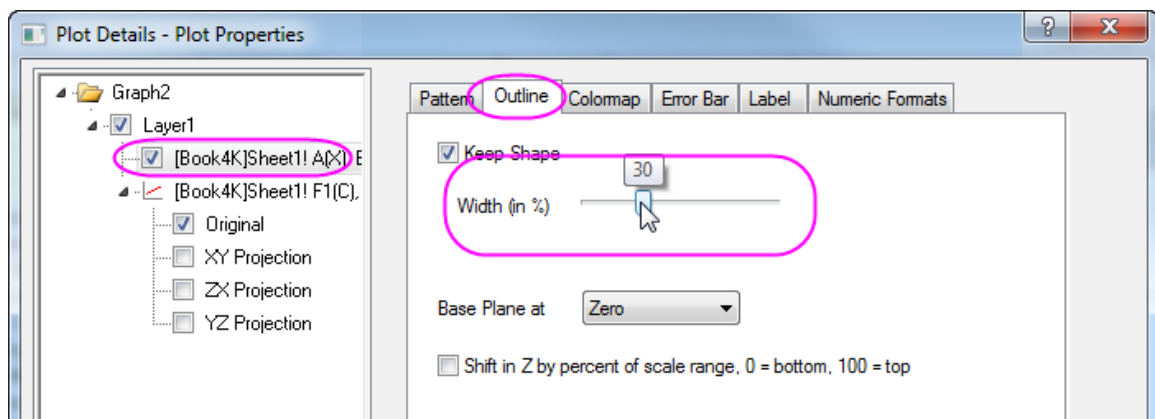 Plot Details - Plot Properties
?
Graph2
Layer1
[Book4K]Sheet1! A(X)
[Book4K]Sheet1! F1(C),
Original
XY Projection
ZX Projection
YZ Projection
Pattern Outline Colormap Error Bar Label Numeric Formats
Keep Shape
30
Width (in %)
Base Plane at Zero
Shift in Z by percent of scale range, 0 = bottom, 100 = top